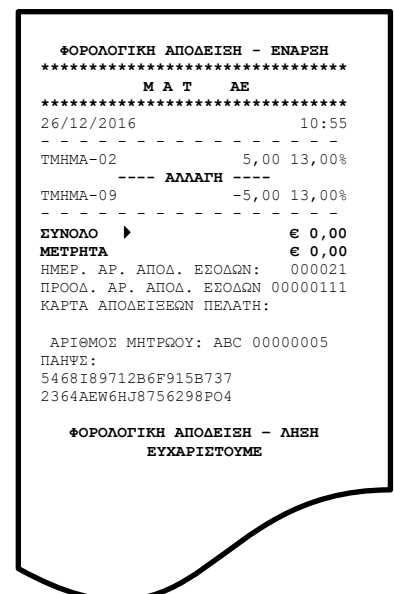 ΦΟΡΟΛΟΓΙΚΗ ΑΠΟΔΕΙΞΗ - ΕΝΑΡΞΗ
********************************
Μ Α Τ ΑΕ
********************************
26/12/2016 10:55
- - - - - - - - - - - - - - - -
ΤΜΗΜΑ-02 5,00 13,00%
---- ΑΛΛΑΓΗ ----
ΤΜΗΜΑ-09 -5,00 13,00%
- - - - - - - - - - - - - - - -
ΣΥΝΟΛΟ € 0,00
ΜΕΤΡΗΤΑ € 0,00
ΗΜΕΡ. ΑΡ. ΑΠΟΔ. ΕΣΟΔΩΝ: 000021
ΠΡΟΟΔ. ΑΡ. ΑΠΟΔ. ΕΣΟΔΩΝ 00000111
ΚΑΡΤΑ ΑΠΟΔΕΙΞΕΩΝ ΠΕΛΑΤΗ:
ΑΡΙΘΜΟΣ ΜΗΤΡΩΟΥ: ABC 00000005
ΠΑΗΨΣ:
5468I89712B6F915B737
2364AEW6HJ8756298PO4
ΦΟΡΟΛΟΓΙΚΗ ΑΠΟΔΕΙΞΗ – ΛΗΞΗ
ΕΥΧΑΡΙΣΤΟΥΜΕ